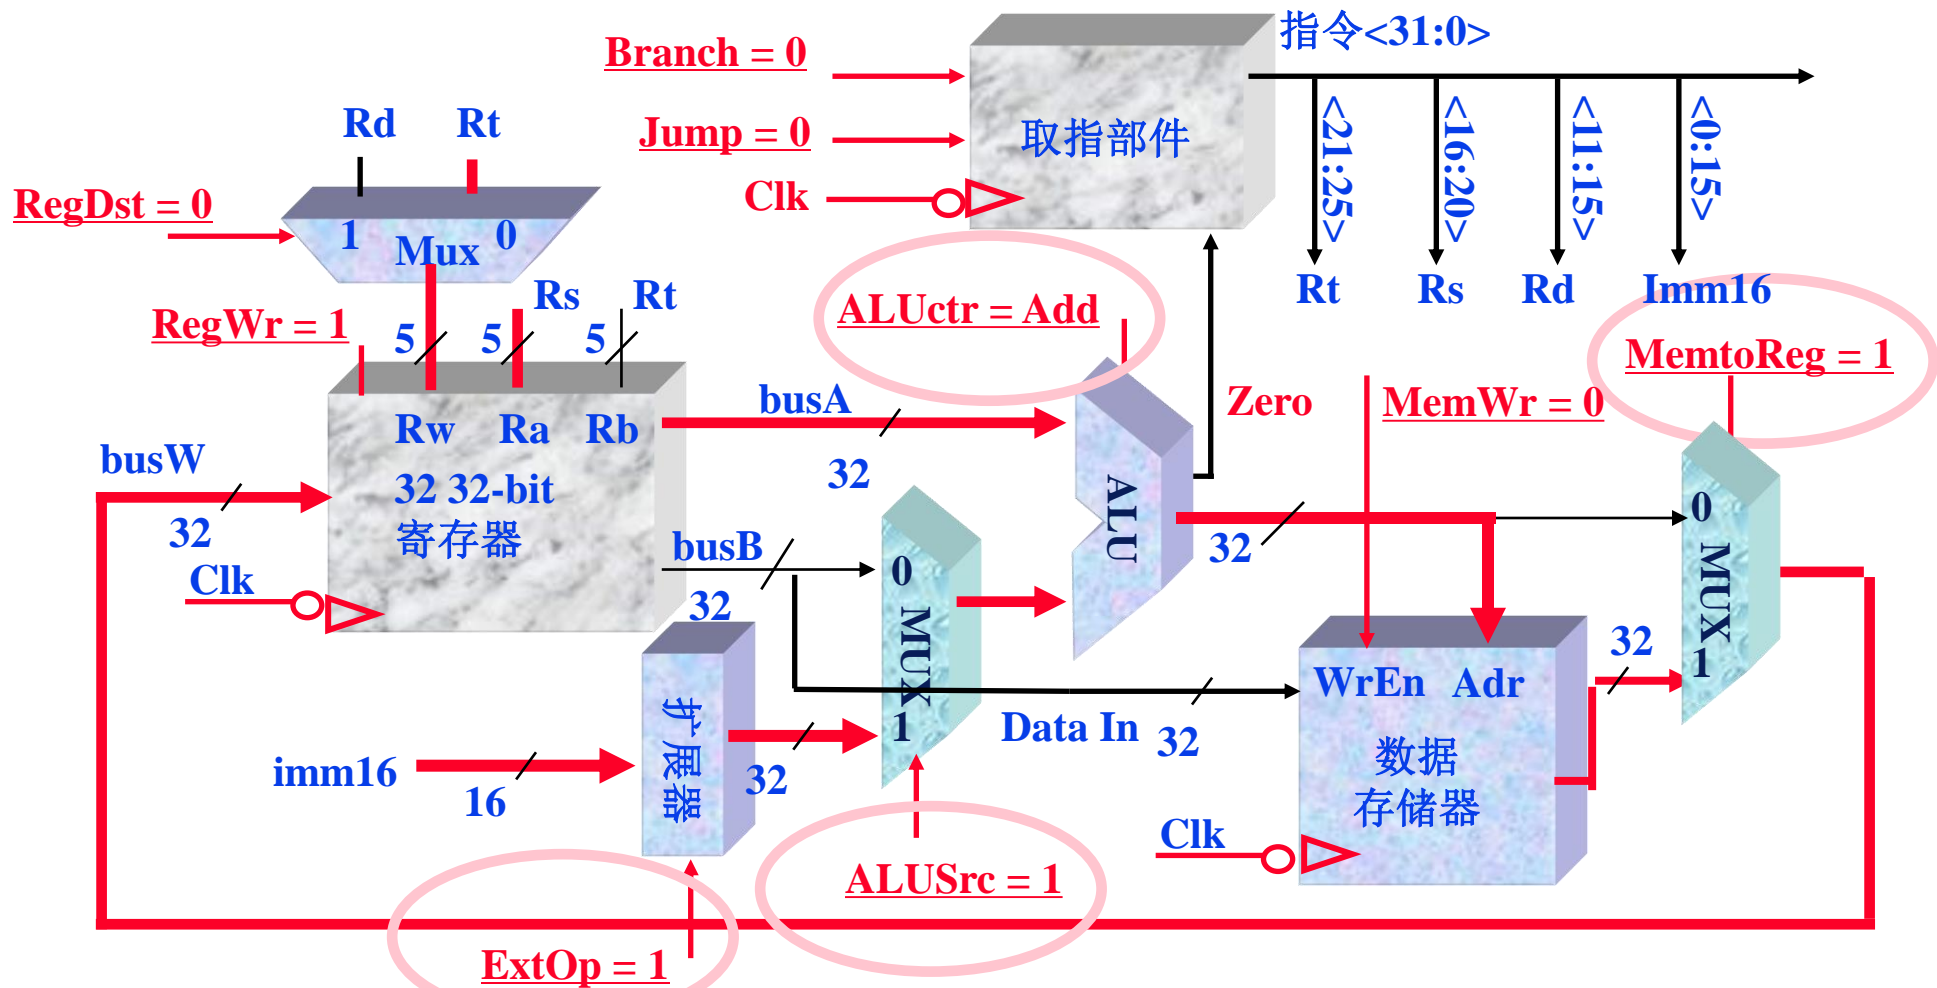 指令<31:0>
Branch = 0
Jump = 0
Clk
取指部件
<21:25>
<16:20>
<11:15>
<0:15>
Rt
Rs
Rd
Imm16
Rd
Rt
RegDst = 0
1
Mux
0
RegWr = 1
5
5
Rs
5
Rt
ALUctr = Add
MemtoReg = 1
busA
32
Zero
MemWr = 0
Rw
Ra
Rb
busW
32
32 32-bit
寄存器
Clk
busB
32
0
MUX
1
ALU
32
0
MUX
1
32
WrEn
Adr
数据
存储器
Clk
Data In
32
imm16
16
扩展器
32
ALUSrc = 1
ExtOp = 1